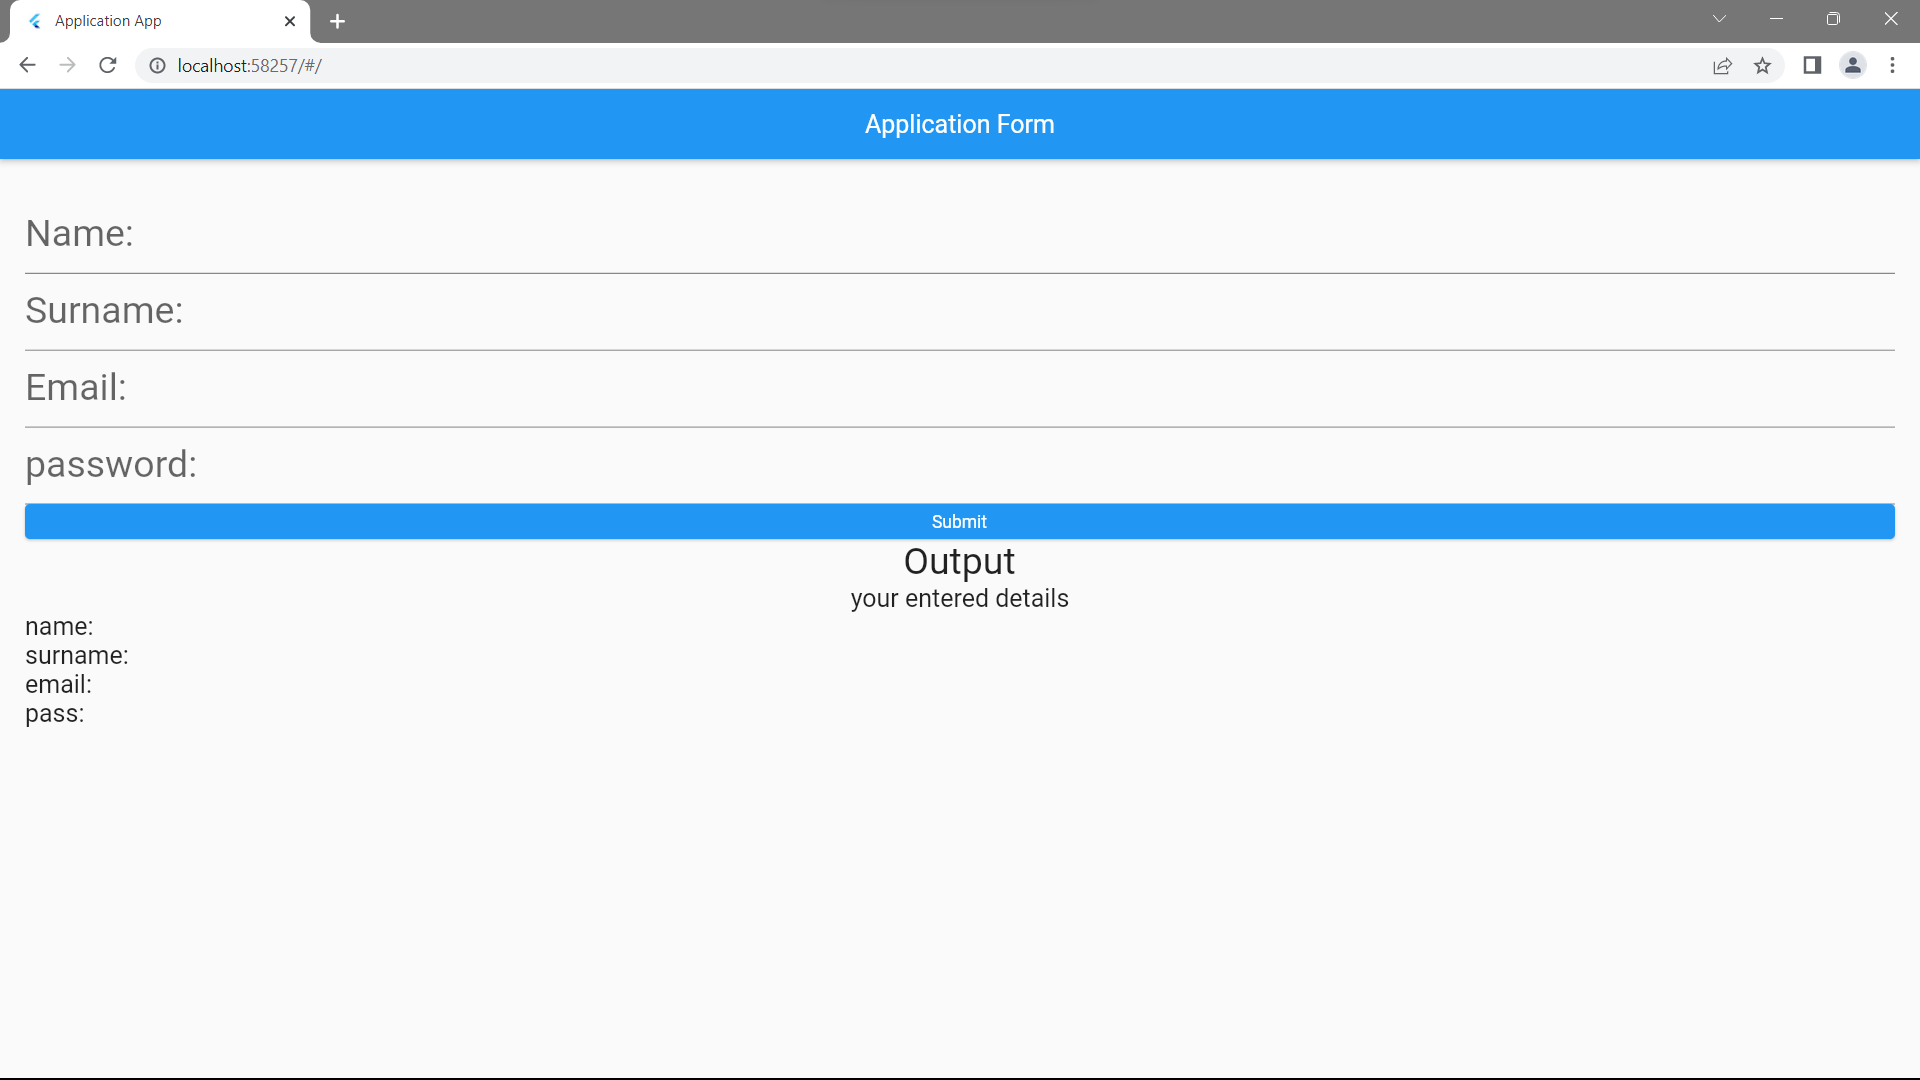 Application App
localhost:58257/#/
Application Form
Name:
Surname:
Email:
password:
Submit
Output
your entered details
name:
surname:
email:
pass: